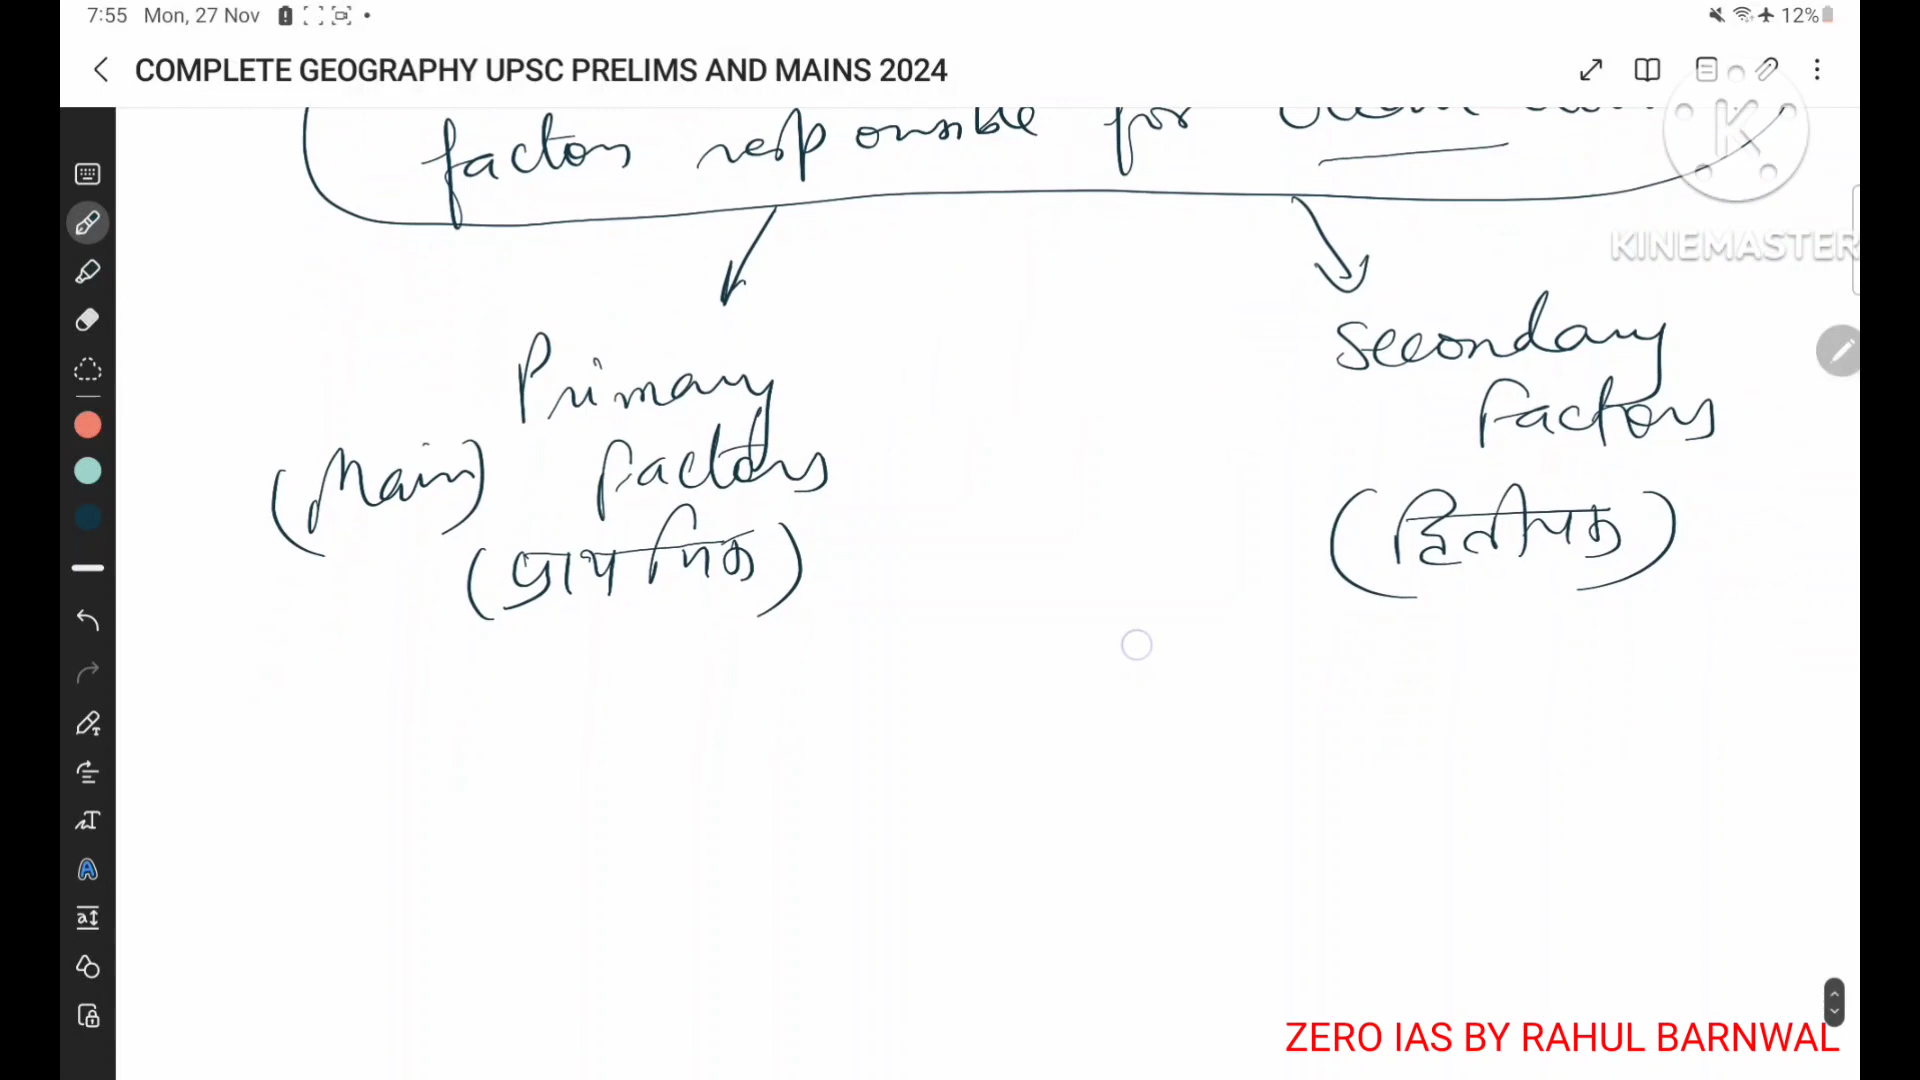 7:55 Mon, 27 Nov 12%
COMPLETE GEOGRAPHY UPSC PRELIMS AND MAINS 2024
factors responsible for
KINEMASTER
Primary
(Main) Factors
(प्राथमिक)
Secondary
Factors
(द्वितीयक)
ZERO IAS BY RAHUL BARNWAL